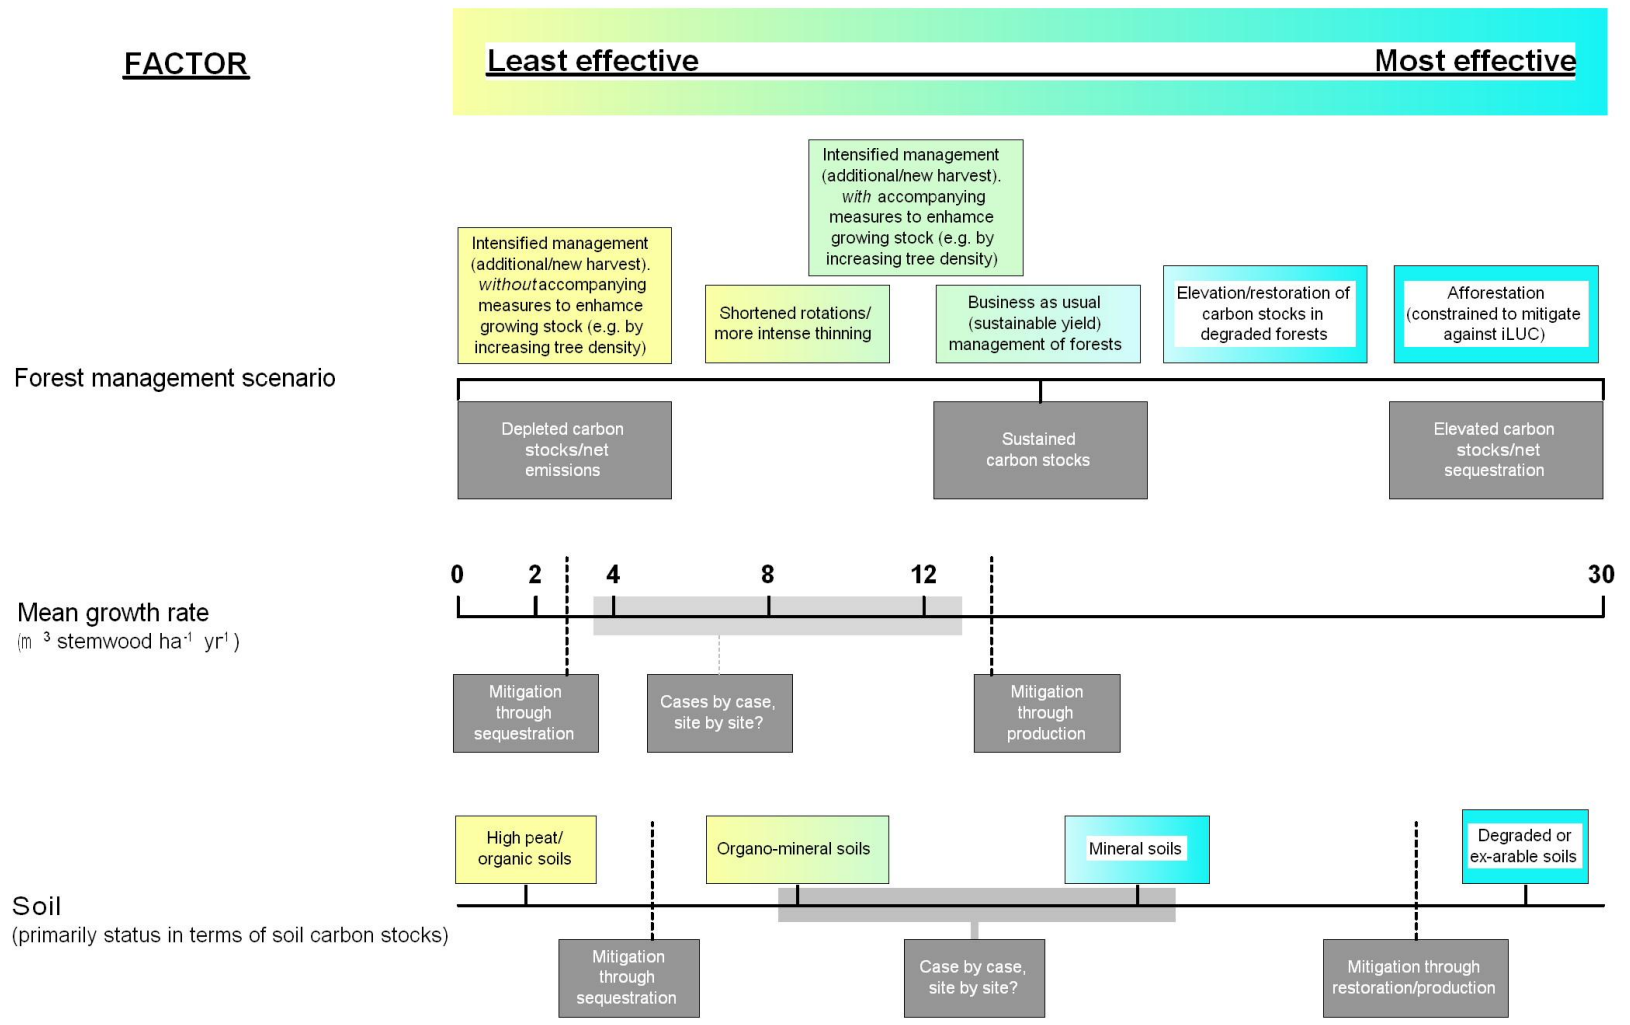 FACTOR
Least effective
Most effective
Intensified management
(additional/new harvest).
with accompanying
measures to enhamce
growing stock (e.g. by
increasing tree density)
Intensified management
(additional/new harvest).
without accompanying
measures to enhamce
growing stock (e.g. by
increasing tree density)
Shortened rotations/
more intense thinning
Business as usual
(sustainable yield)
management of forests
Elevation/restoration of
carbon stocks in
degraded forests
Afforestation
(constrained to mitigate
against iLUC)
Forest management scenario
Depleted carbon
stocks/net
emissions
Sustained
carbon stocks
Elevated carbon
stocks/net
sequestration
0 2 4 8 12 30
Mean growth rate
(m ³ stemwood ha⁻¹ yr¹)
Mitigation
through
sequestration
Cases by case,
site by site?
Mitigation
through
production
High peat/
organic soils
Organo-mineral soils
Mineral soils
Degraded or
ex-arable soils
Soil
(primarily status in terms of soil carbon stocks)
Mitigation
through
sequestration
Case by case,
site by site?
Mitigation through
restoration/production